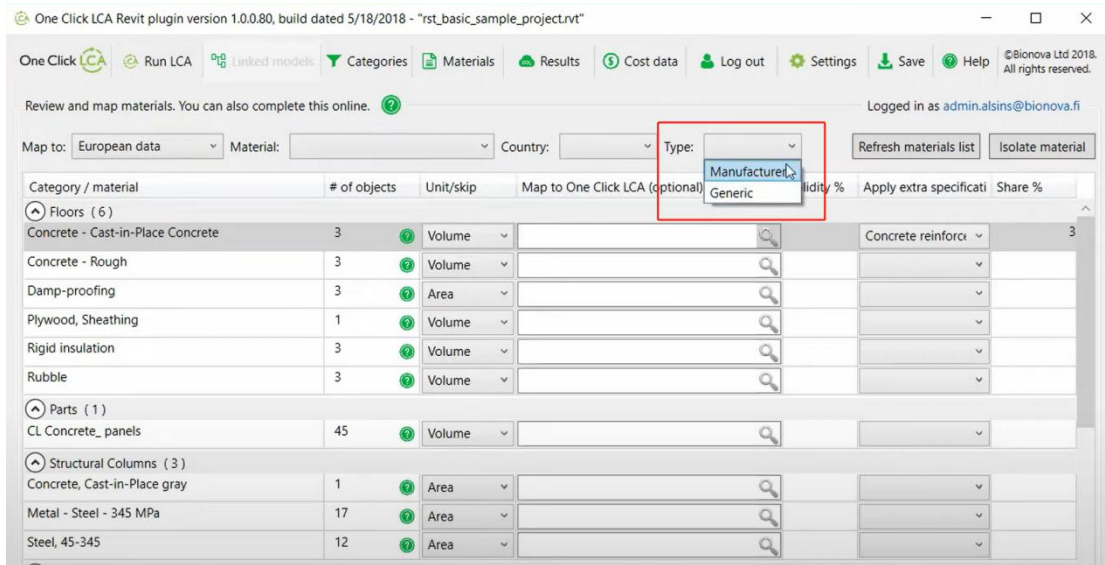 One Click LCA Revit plugin version 1.0.0.80, build dated 5/18/2018 - "rst_basic_sample_project.rvt"
One Click LCA Run LCA Linked models Categories Materials Results Cost data Log out Settings Save Help ©Bionova Ltd 2018.
All rights reserved.
Review and map materials. You can also complete this online. Logged in as admin.alsins@bionova.fi
Map to: European data Material: Country: Type: Refresh materials list Isolate material
Manufacturer
Generic
Category / material # of objects Unit/skip Map to One Click LCA (optional) lidity % Apply extra specificati Share %
Floors (6)
Concrete - Cast-in-Place Concrete 3 Volume Concrete reinforce 3
Concrete - Rough 3 Volume
Damp-proofing 3 Area
Plywood, Sheathing 1 Volume
Rigid insulation 3 Volume
Rubble 3 Volume
Parts (1)
CL Concrete_ panels 45 Volume
Structural Columns (3)
Concrete, Cast-in-Place gray 1 Area
Metal - Steel - 345 MPa 17 Area
Steel, 45-345 12 Area